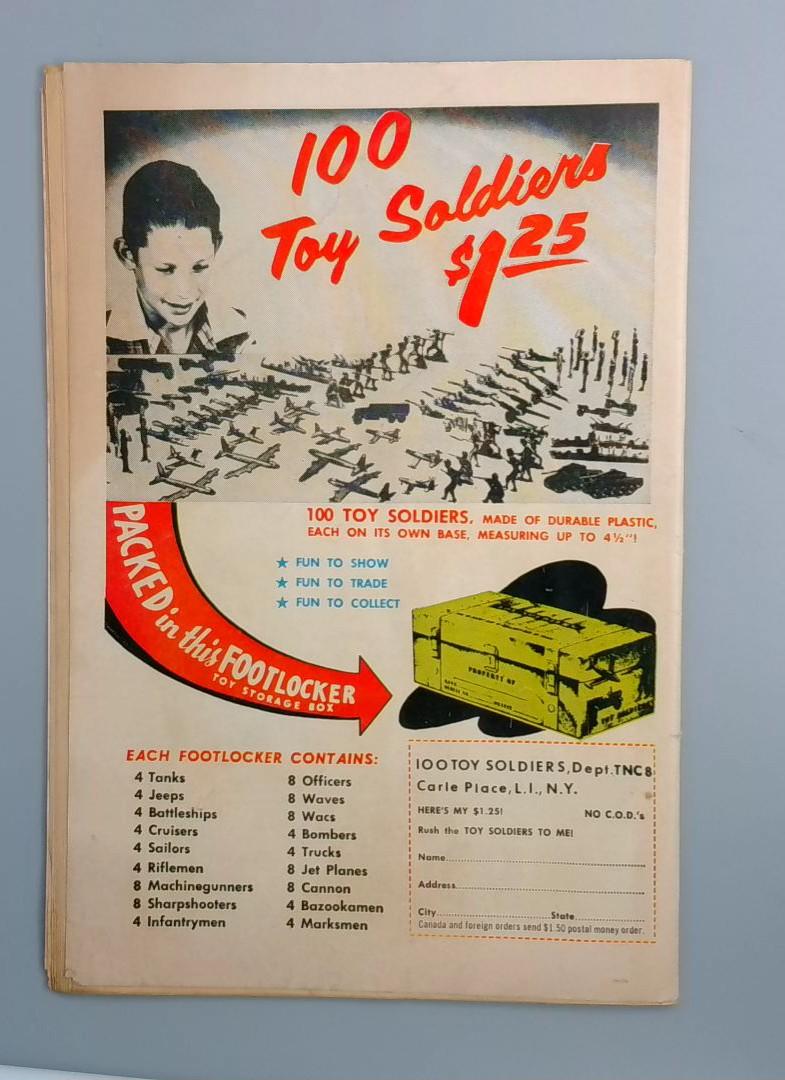 100
Toy Soldiers
$1.25
100 TOY SOLDIERS, MADE OF DURABLE PLASTIC,
EACH ON ITS OWN BASE, MEASURING UP TO 4½"!
★ FUN TO SHOW
★ FUN TO TRADE
★ FUN TO COLLECT
PACKED in this FOOTLOCKER
TOY STORAGE BOX
PROPERTY OF
TOY SOLDIERS
EACH FOOTLOCKER CONTAINS:
4 Tanks
4 Jeeps
4 Battleships
4 Cruisers
4 Sailors
4 Riflemen
8 Machinegunners
8 Sharpshooters
4 Infantrymen
8 Officers
8 Waves
8 Wacs
4 Bombers
4 Trucks
8 Jet Planes
8 Cannon
4 Bazookamen
4 Marksmen
100 TOY SOLDIERS, Dept. TNC8
Carle Place, L.I., N.Y.
HERE'S MY $1.25! NO C.O.D.'s
Rush the TOY SOLDIERS TO ME!
Name
Address
City State
Canada and foreign orders send $1.50 postal money order.